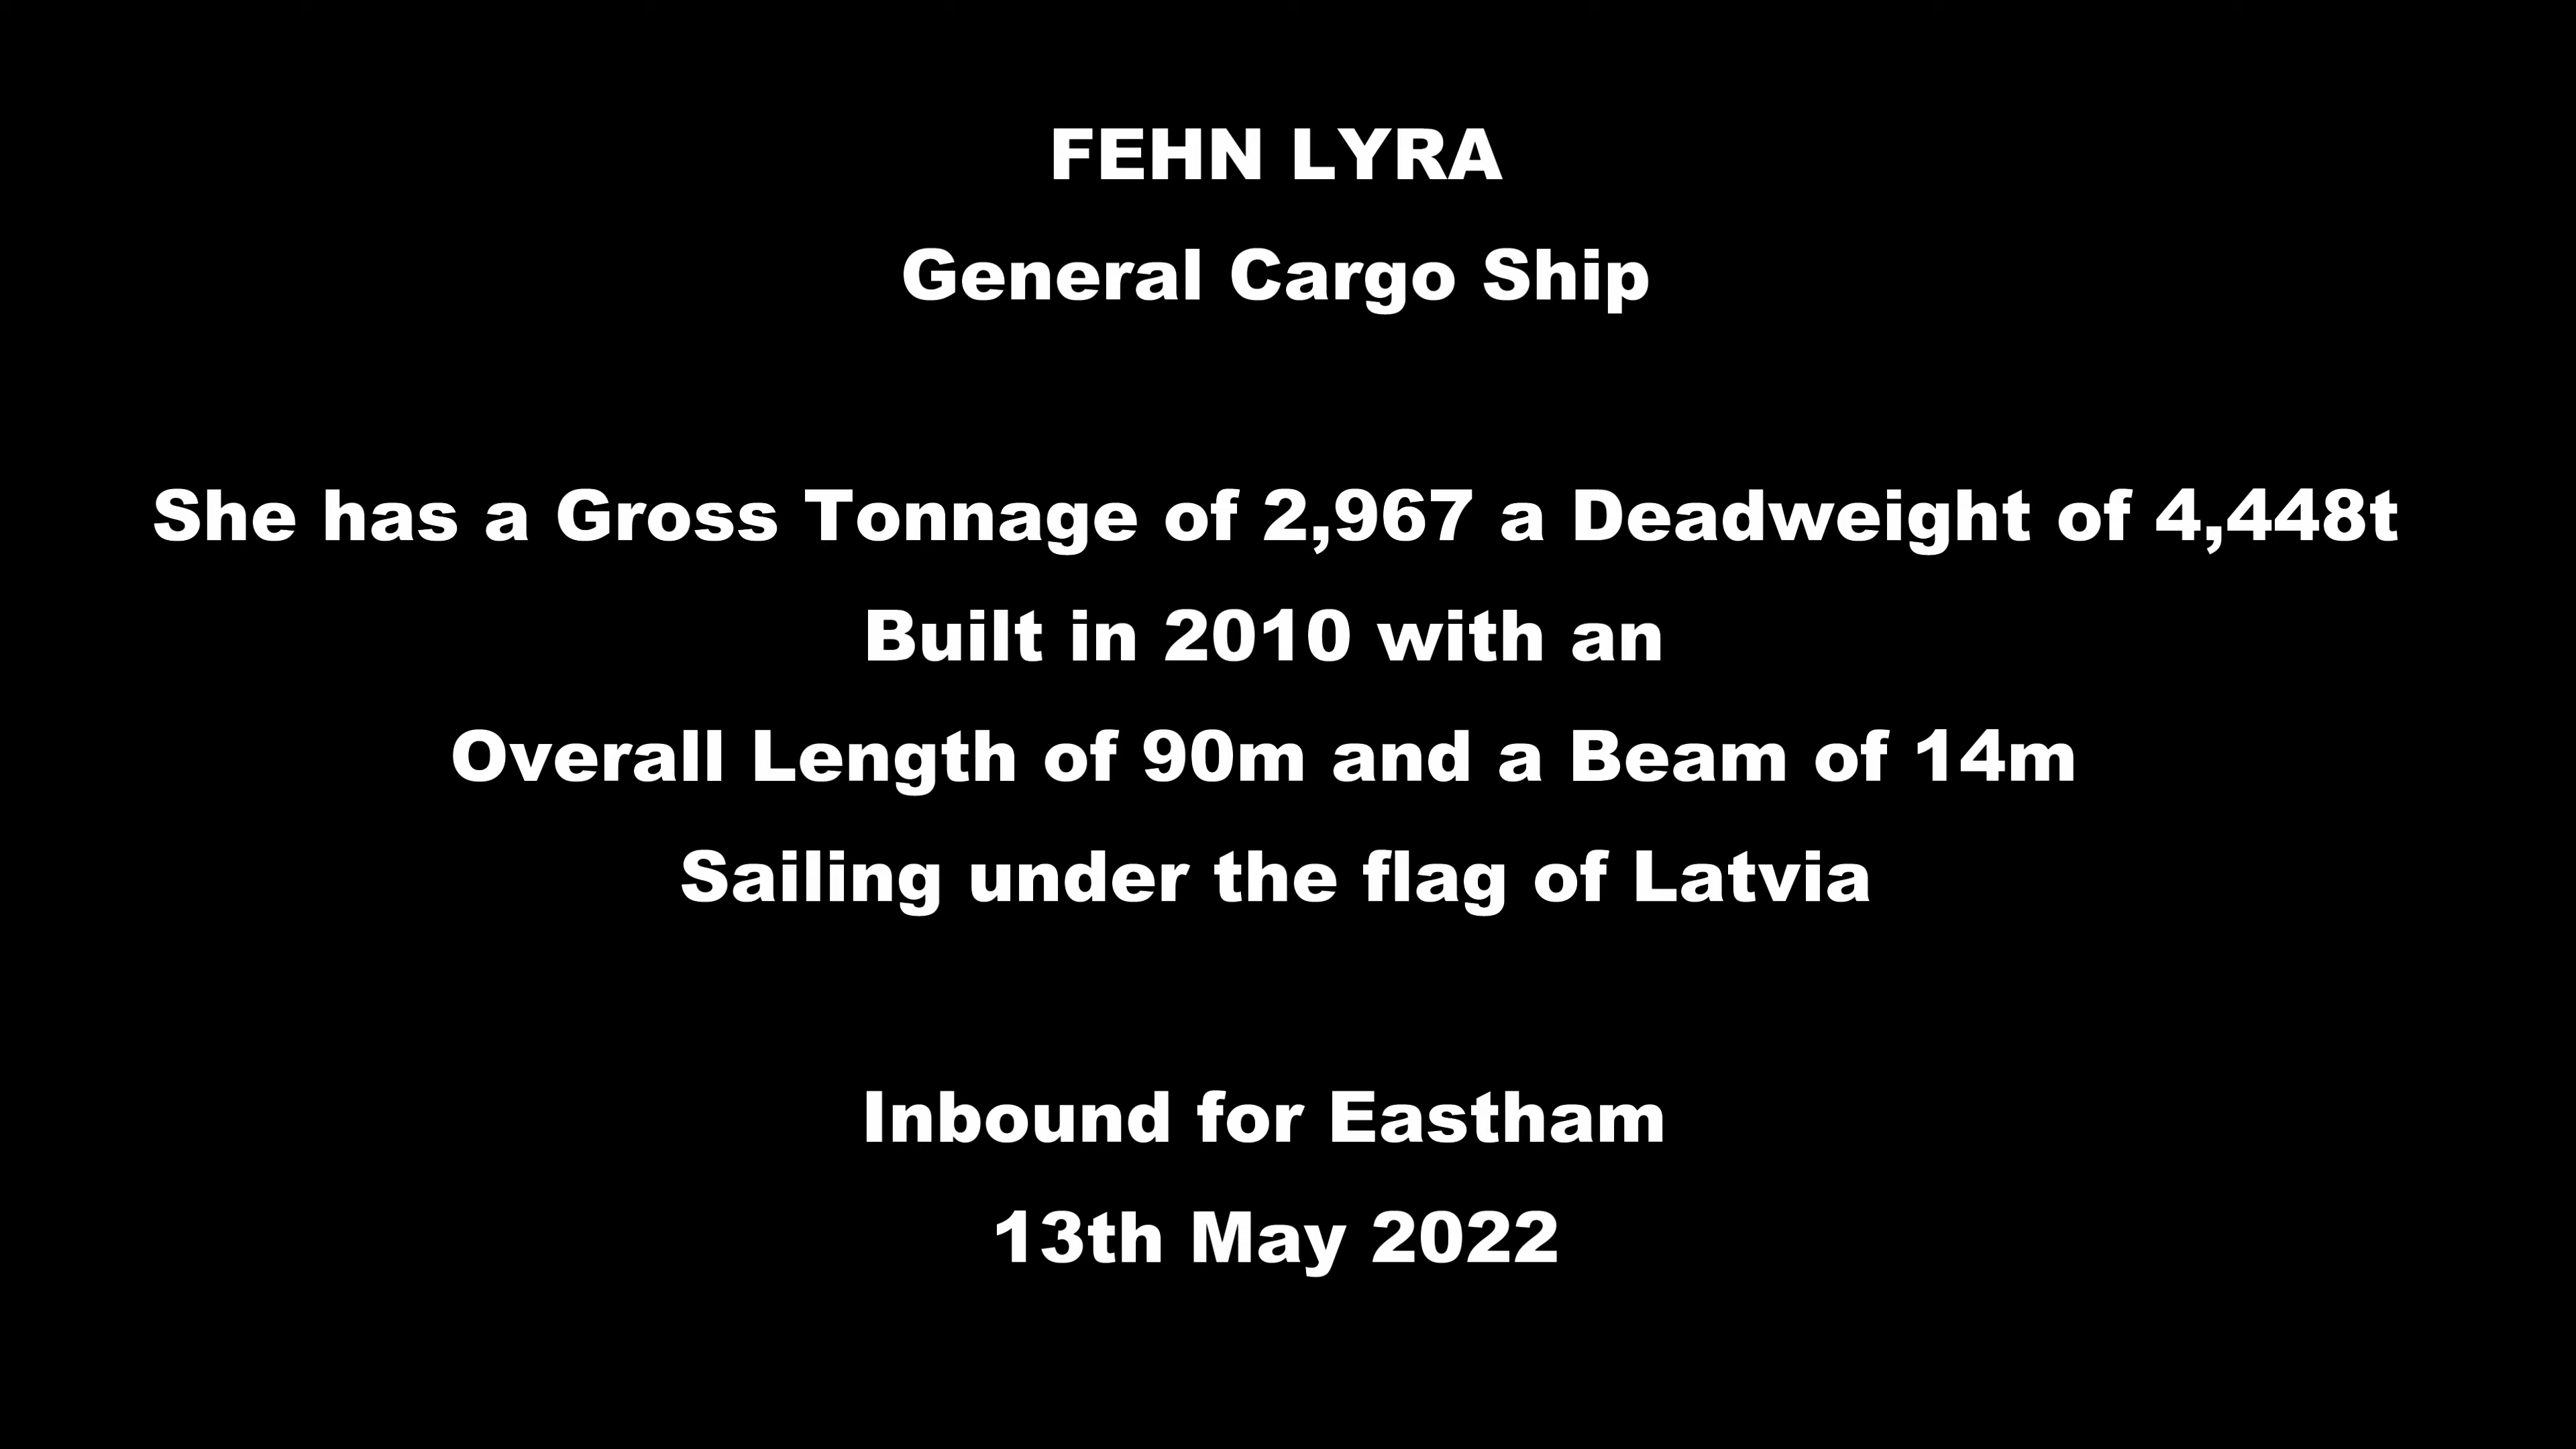 FEHN LYRA
General Cargo Ship
She has a Gross Tonnage of 2,967 a Deadweight of 4,448t
Built in 2010 with an
Overall Length of 90m and a Beam of 14m
Sailing under the flag of Latvia
Inbound for Eastham
13th May 2022